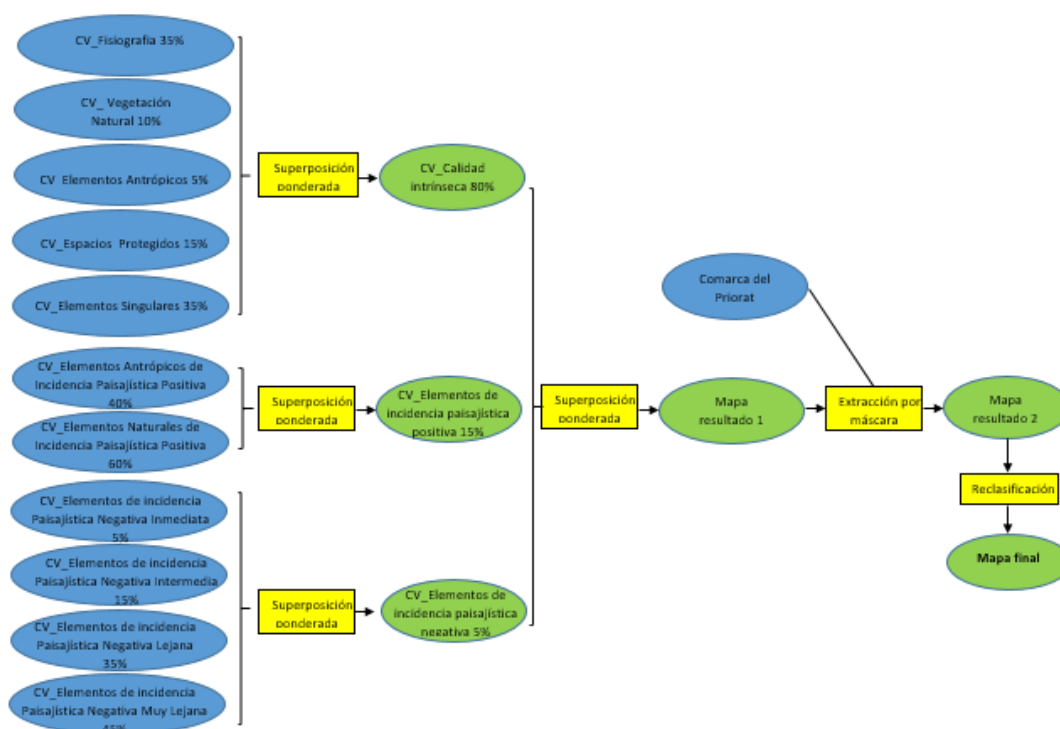 CV_Fisiografia 35%
CV_ Vegetación
Natural 10%
CV Elementos Antrópicos 5%
CV_Espacios Protegidos 15%
CV_Elementos Singulares 35%
Superposición
ponderada
CV_Calidad
intrínseca 80%
CV_Elementos Antrópicos de
Incidencia Paisajística Positiva
40%
CV_Elementos Naturales de
Incidencia Paisajística Positiva
60%
Superposición
ponderada
CV_Elementos de
incidencia paisajística
positiva 15%
CV_Elementos de incidencia
Paisajística Negativa Inmediata
5%
CV_Elementos de incidencia
Paisajística Negativa Intermedia
15%
CV_Elementos de incidencia
Paisajística Negativa Lejana
35%
CV_Elementos de incidencia
Paisajística Negativa Muy Lejana
45%
Superposición
ponderada
CV_Elementos de
incidencia paisajística
negativa 5%
Superposición
ponderada
Mapa
resultado 1
Comarca del
Priorat
Extracción por
máscara
Mapa
resultado 2
Reclasificación
Mapa final